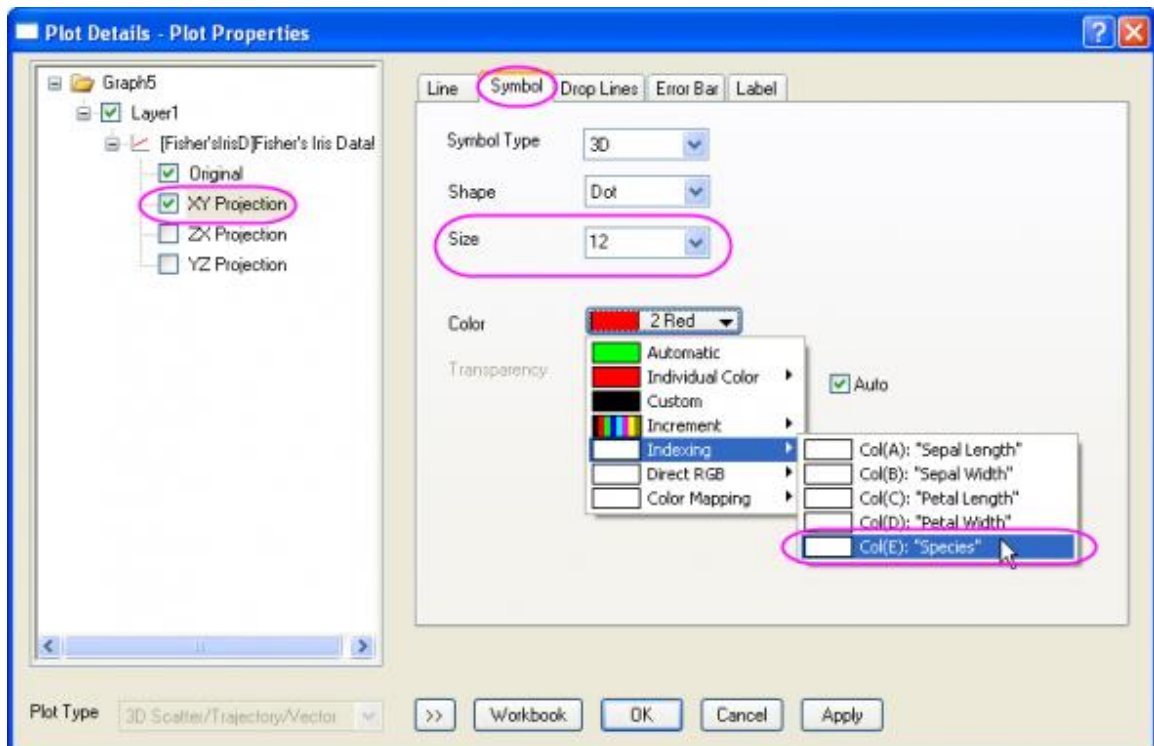 Plot Details - Plot Properties
Graph5
Layer1
[Fisher'sIrisD]Fisher's Iris Data!
Original
XY Projection
ZX Projection
YZ Projection
Line Symbol Drop Lines Error Bar Label
Symbol Type 3D
Shape Dot
Size 12
Color 2 Red
Transparency
Automatic
Individual Color
Custom
Increment
Indexing
Direct RGB
Color Mapping
Auto
Col(A): "Sepal Length"
Col(B): "Sepal Width"
Col(C): "Petal Length"
Col(D): "Petal Width"
Col(E): "Species"
Plot Type 3D Scatter/Trajectory/Vector >> Workbook OK Cancel Apply